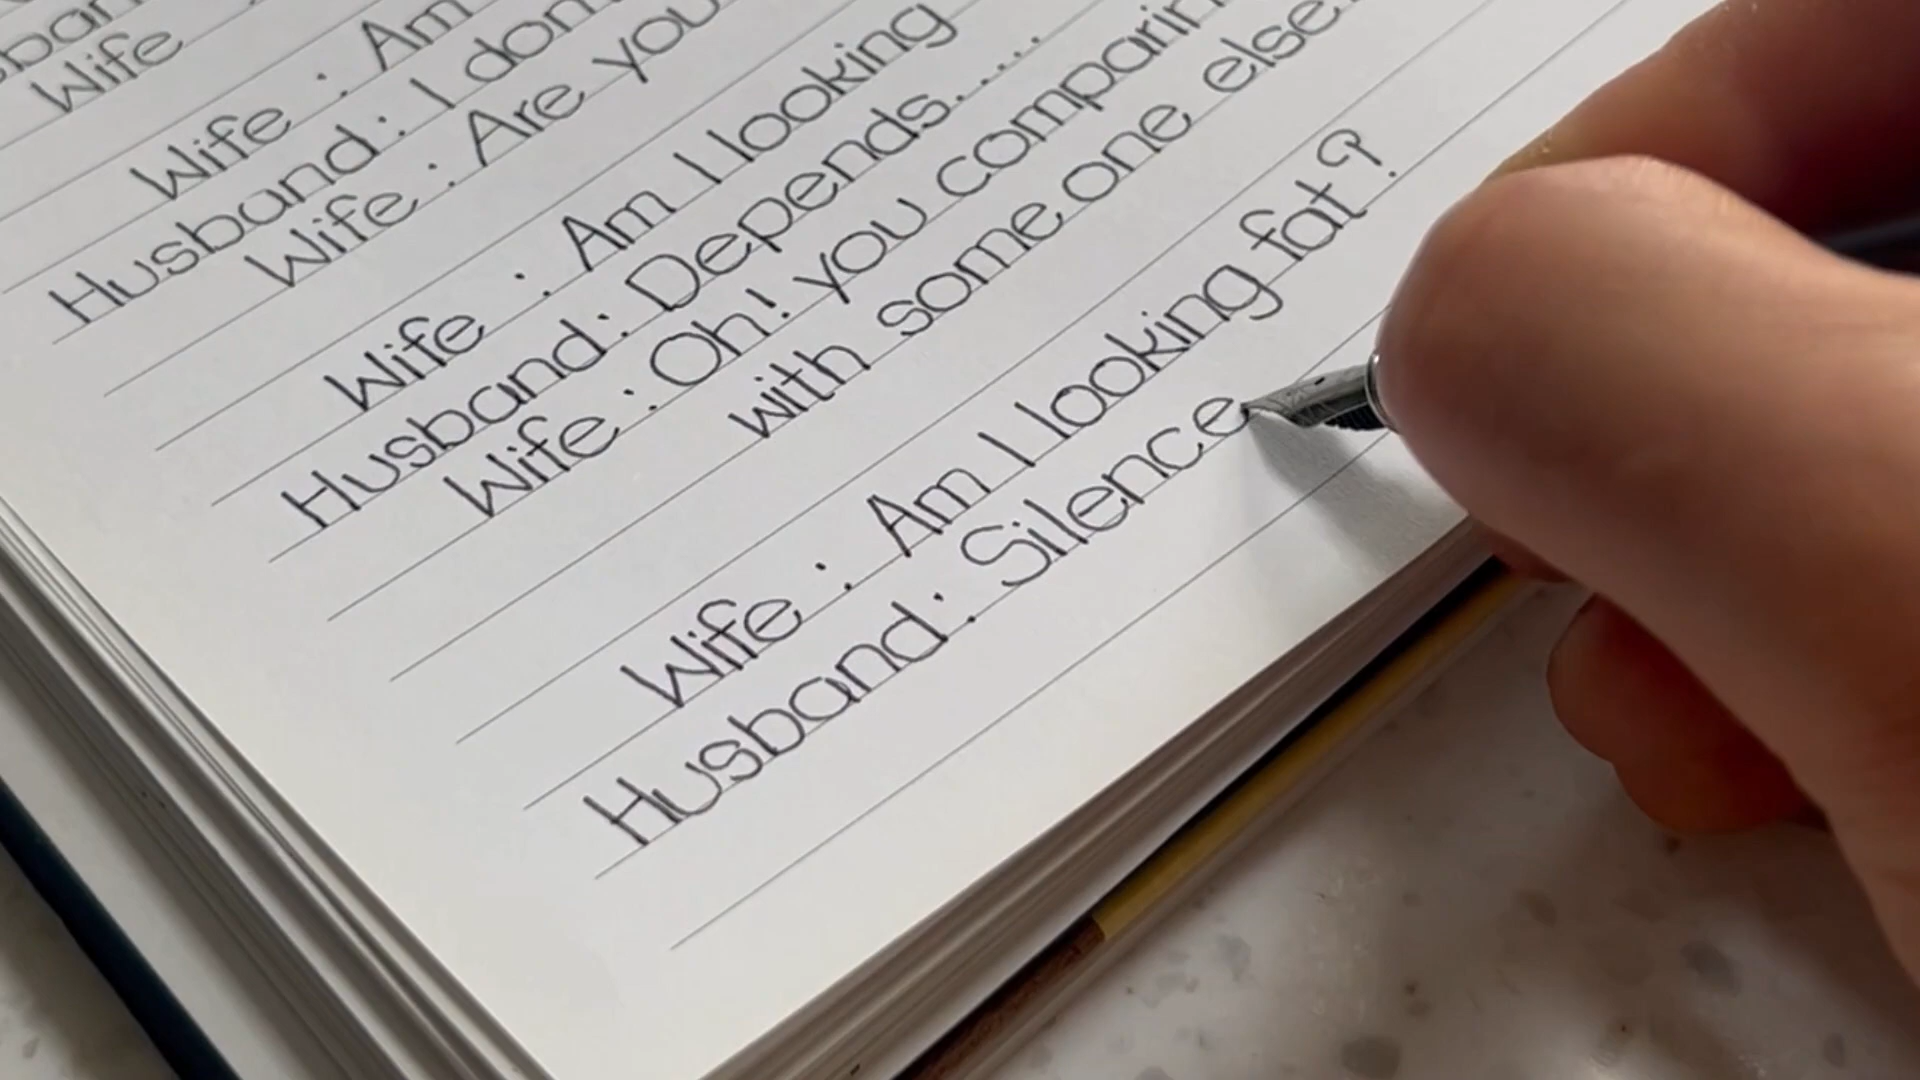 Wife
Wife : Am
Husband : I don
Wife : Are you
Wife : Am I looking
Husband : Depends.....
Wife : Oh! you comparin
with some one else.
Wife : Am I looking fat?
Husband : Silence